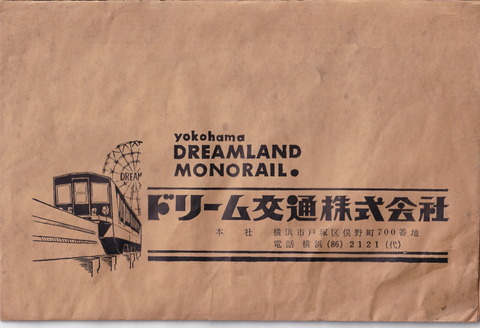 yokohama
DREAMLAND
MONORAIL.
DREAM
ドリーム交通株式会社
本社 横浜市戸塚区俣野町700番地
電話 横浜(86)2121(代)